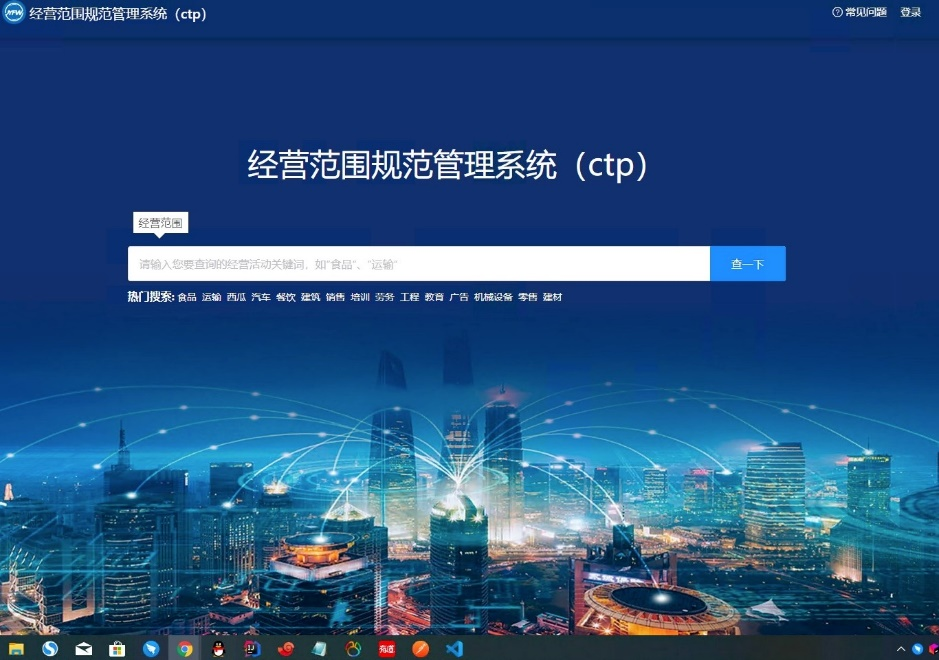 经营范围规范管理系统（ctp）
常见问题 登录
经营范围规范管理系统（ctp）
经营范围
请输入您要查询的经营活动关键词，如“食品”、“运输”
查一下
热门搜索: 食品 运输 西瓜 汽车 餐饮 建筑 销售 培训 劳务 工程 教育 广告 机械设备 零售 建材
有道